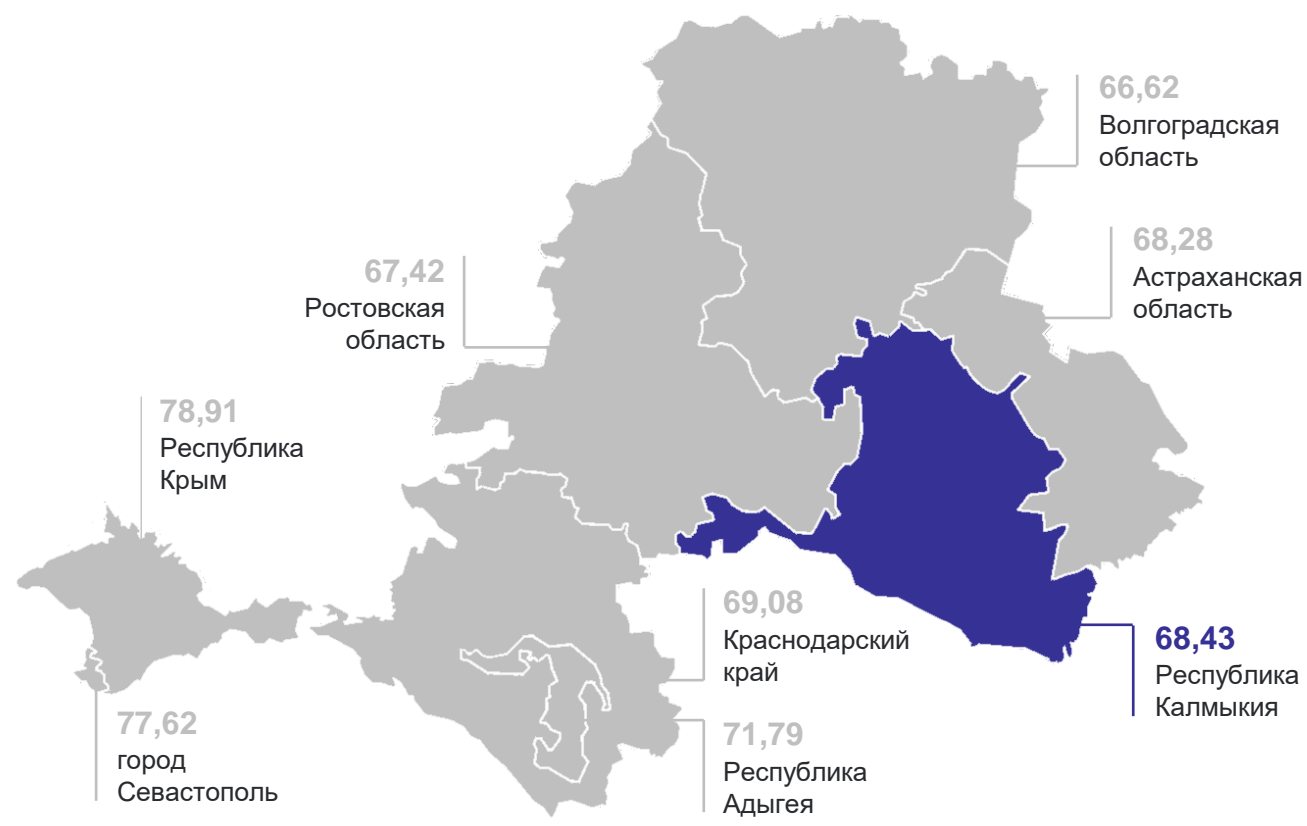 66,62
Волгоградская
область
68,28
Астраханская
область
67,42
Ростовская
область
78,91
Республика
Крым
69,08
Краснодарский
край
68,43
Республика
Калмыкия
77,62
город
Севастополь
71,79
Республика
Адыгея